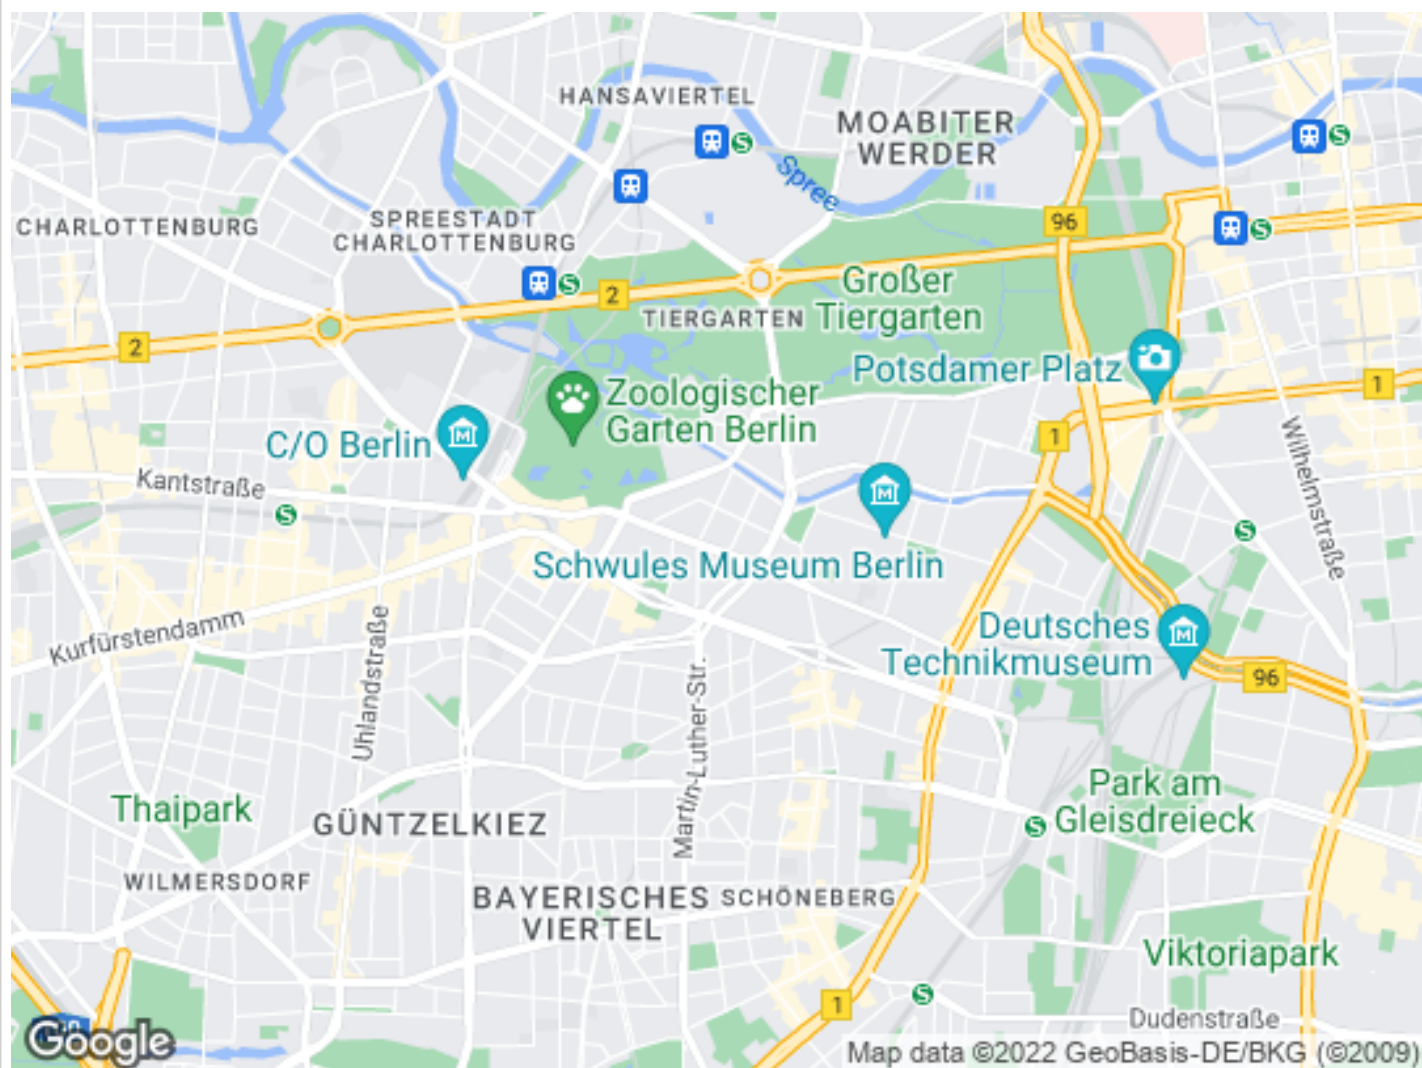 HANSAVIERTEL
MOABITER
WERDER
S
S
Spree
CHARLOTTENBURG
SPREESTADT
CHARLOTTENBURG
96
S
S
2
2
Großer
Tiergarten
TIERGARTEN
Potsdamer Platz
1
Zoologischer
Garten Berlin
C/O Berlin
M
1
Wilhelmstraße
Kantstraße
S
M
S
Schwules Museum Berlin
Kurfürstendamm
Uhlandstraße
Deutsches
Technikmuseum
M
96
Martin-Luther-Str.
Thaipark
GÜNTZELKIEZ
Park am
Gleisdreieck
S
WILMERSDORF
BAYERISCHES
VIERTEL
SCHÖNEBERG
Viktoriapark
S
1
Dudenstraße
Google
Map data ©2022 GeoBasis-DE/BKG (©2009)